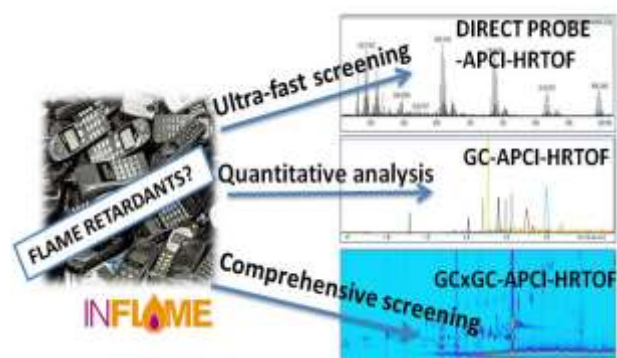 DIRECT PROBE
-APCI-HRTOF
Ultra-fast screening
GC-APCI-HRTOF
Quantitative analysis
FLAME RETARDANTS?
Comprehensive screening
GCxGC-APCI-HRTOF
INFLAME